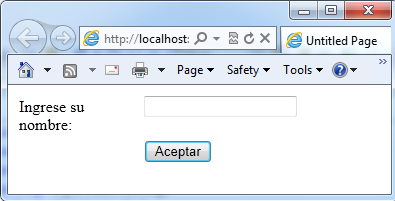 http://localhost:
Untitled Page
Page
Safety
Tools
»
Ingrese su
nombre:
Aceptar